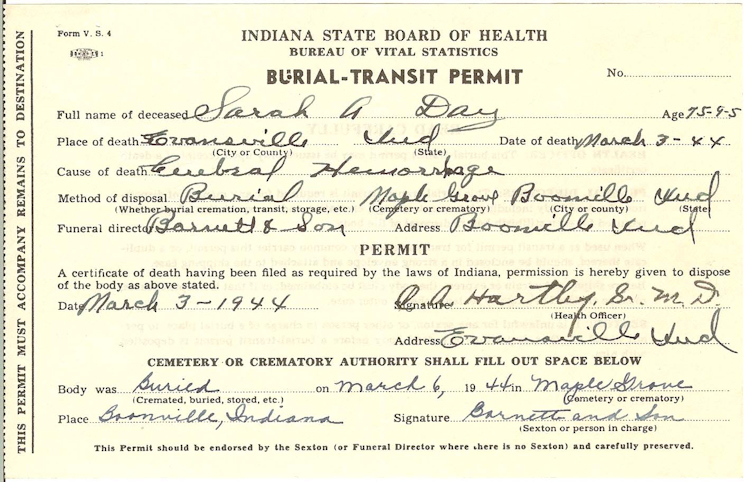 Form V. S. 4
INDIANA STATE BOARD OF HEALTH
BUREAU OF VITAL STATISTICS
BURIAL-TRANSIT PERMIT No.
Full name of deceased Sarah A Day Age 75-9-5
Place of death Evansville Ind Date of death March 3-44
(City or County) (State)
Cause of death Cerebral Hemorrhage
Method of disposal Burial Maple Grove Boonville Ind
(Whether burial cremation, transit, storage, etc.) (Cemetery or crematory) (City or county) (State)
Funeral director Barnett & Son Address Boonville Ind
PERMIT
A certificate of death having been filed as required by the laws of Indiana, permission is hereby given to dispose
of the body as above stated.
Date March 3-1944 Signature Hartley, Sr. M. D.
(Health Officer)
Address Evansville Ind
CEMETERY OR CREMATORY AUTHORITY SHALL FILL OUT SPACE BELOW
Body was Buried on March 6, 1944 in Maple Grove
(Cremated, buried, stored, etc.) (Cemetery or crematory)
Place Boonville, Indiana Signature Barnett and Son
(Sexton or person in charge)
This Permit should be endorsed by the Sexton (or Funeral Director where there is no Sexton) and carefully preserved.
THIS PERMIT MUST ACCOMPANY REMAINS TO DESTINATION